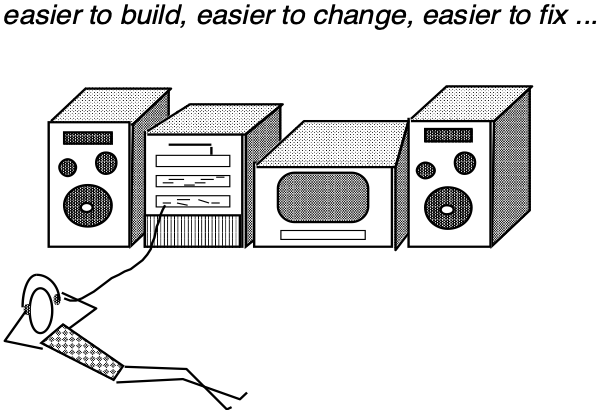 easier to build, easier to change, easier to fix ...